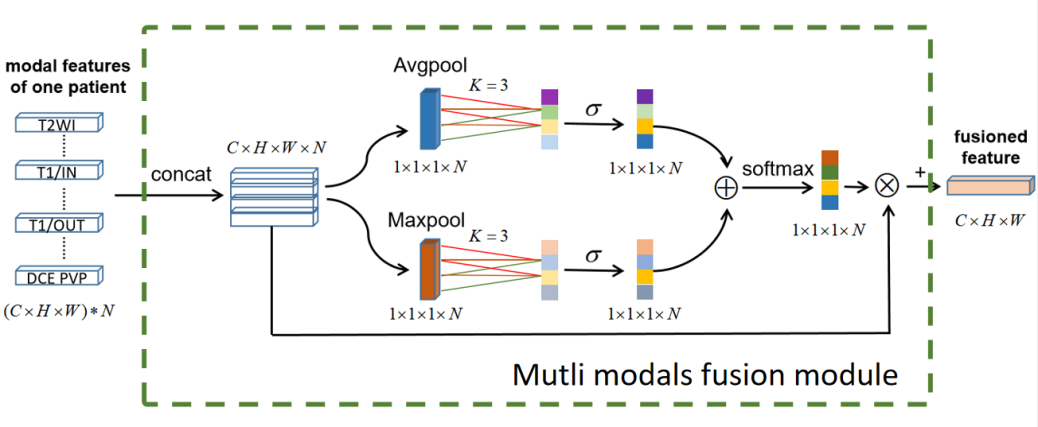 modal features
of one patient
T2WI
T1/IN
T1/OUT
DCE PVP
(C×H×W)*N
concat
C×H×W×N
Avgpool
K=3
1×1×1×N
σ
1×1×1×N
Maxpool
K=3
1×1×1×N
σ
1×1×1×N
softmax
1×1×1×N
+
fusioned
feature
C×H×W
Mutli modals fusion module